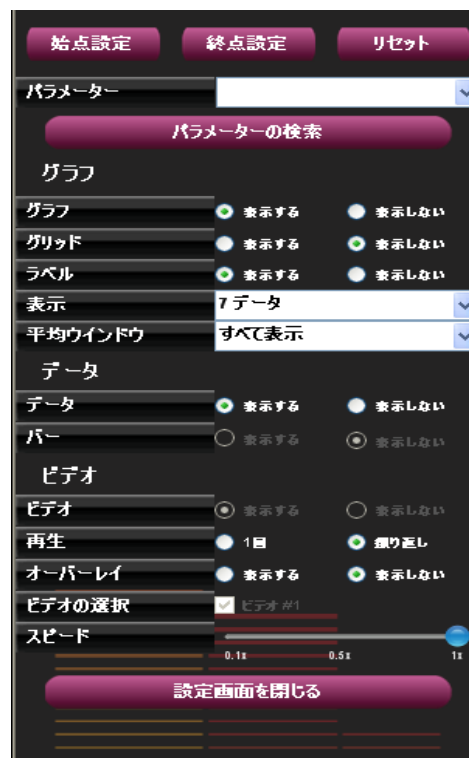 始点設定 終点設定 リセット
パラメーター
パラメーターの検索
グラフ
グラフ 表示する 表示しない
グリッド 表示する 表示しない
ラベル 表示する 表示しない
表示 7 データ
平均ウインドウ すべて表示
データ
データ 表示する 表示しない
バー 表示する 表示しない
ビデオ
ビデオ 表示する 表示しない
再生 1回 繰り返し
オーバーレイ 表示する 表示しない
ビデオの選択 ビデオ #1
スピード
0.1x 0.5x 1x
設定画面を閉じる